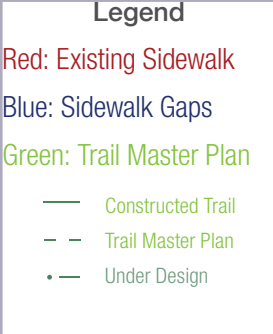 Legend
Red: Existing Sidewalk
Blue: Sidewalk Gaps
Green: Trail Master Plan
Constructed Trail
Trail Master Plan
Under Design